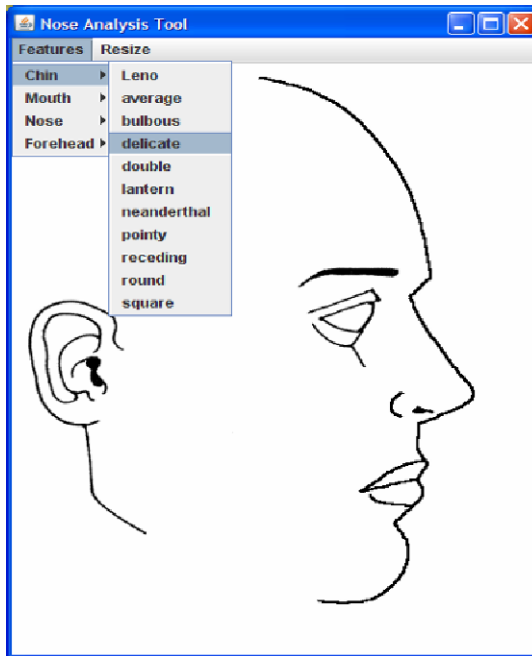 Nose Analysis Tool
Features Resize
Chin
Mouth
Nose
Forehead
Leno
average
bulbous
delicate
double
lantern
neanderthal
pointy
receding
round
square